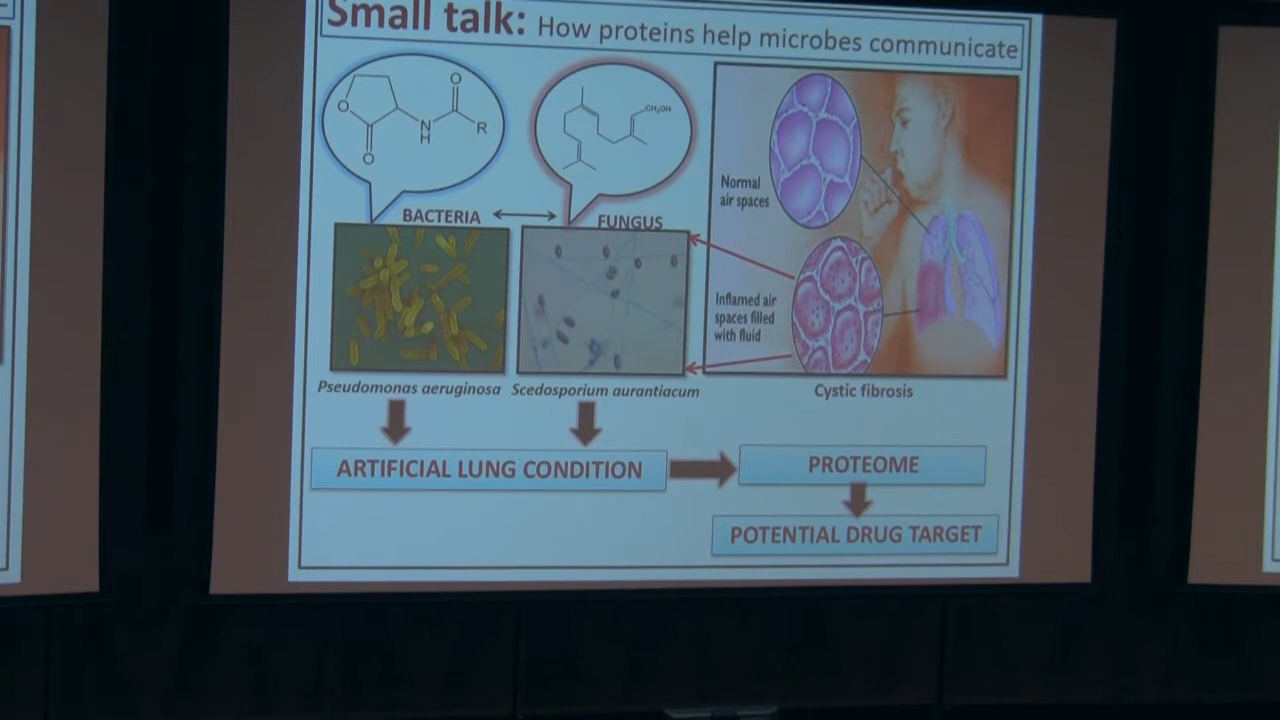 Small talk: How proteins help microbes communicate
O
O
N
H
O
R
CH₂OH
BACTERIA
FUNGUS
Normal
air spaces
Inflamed air
spaces filled
with fluid
Pseudomonas aeruginosa
Scedosporium aurantiacum
Cystic fibrosis
ARTIFICIAL LUNG CONDITION
PROTEOME
POTENTIAL DRUG TARGET